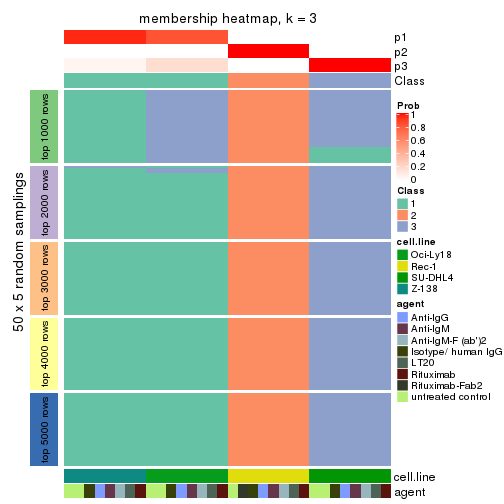 membership heatmap, k = 3
p1
p2
p3
Class
50 x 5 random samplings
top 1000 rows
top 2000 rows
top 3000 rows
top 4000 rows
top 5000 rows
cell.line
agent
Prob
1
0.8
0.6
0.4
0.2
0
Class
1
2
3
cell.line
Oci-Ly18
Rec-1
SU-DHL4
Z-138
agent
Anti-IgG
Anti-IgM
Anti-IgM-F (ab')2
Isotype/ human IgG
LT20
Rituximab
Rituximab-Fab2
untreated control